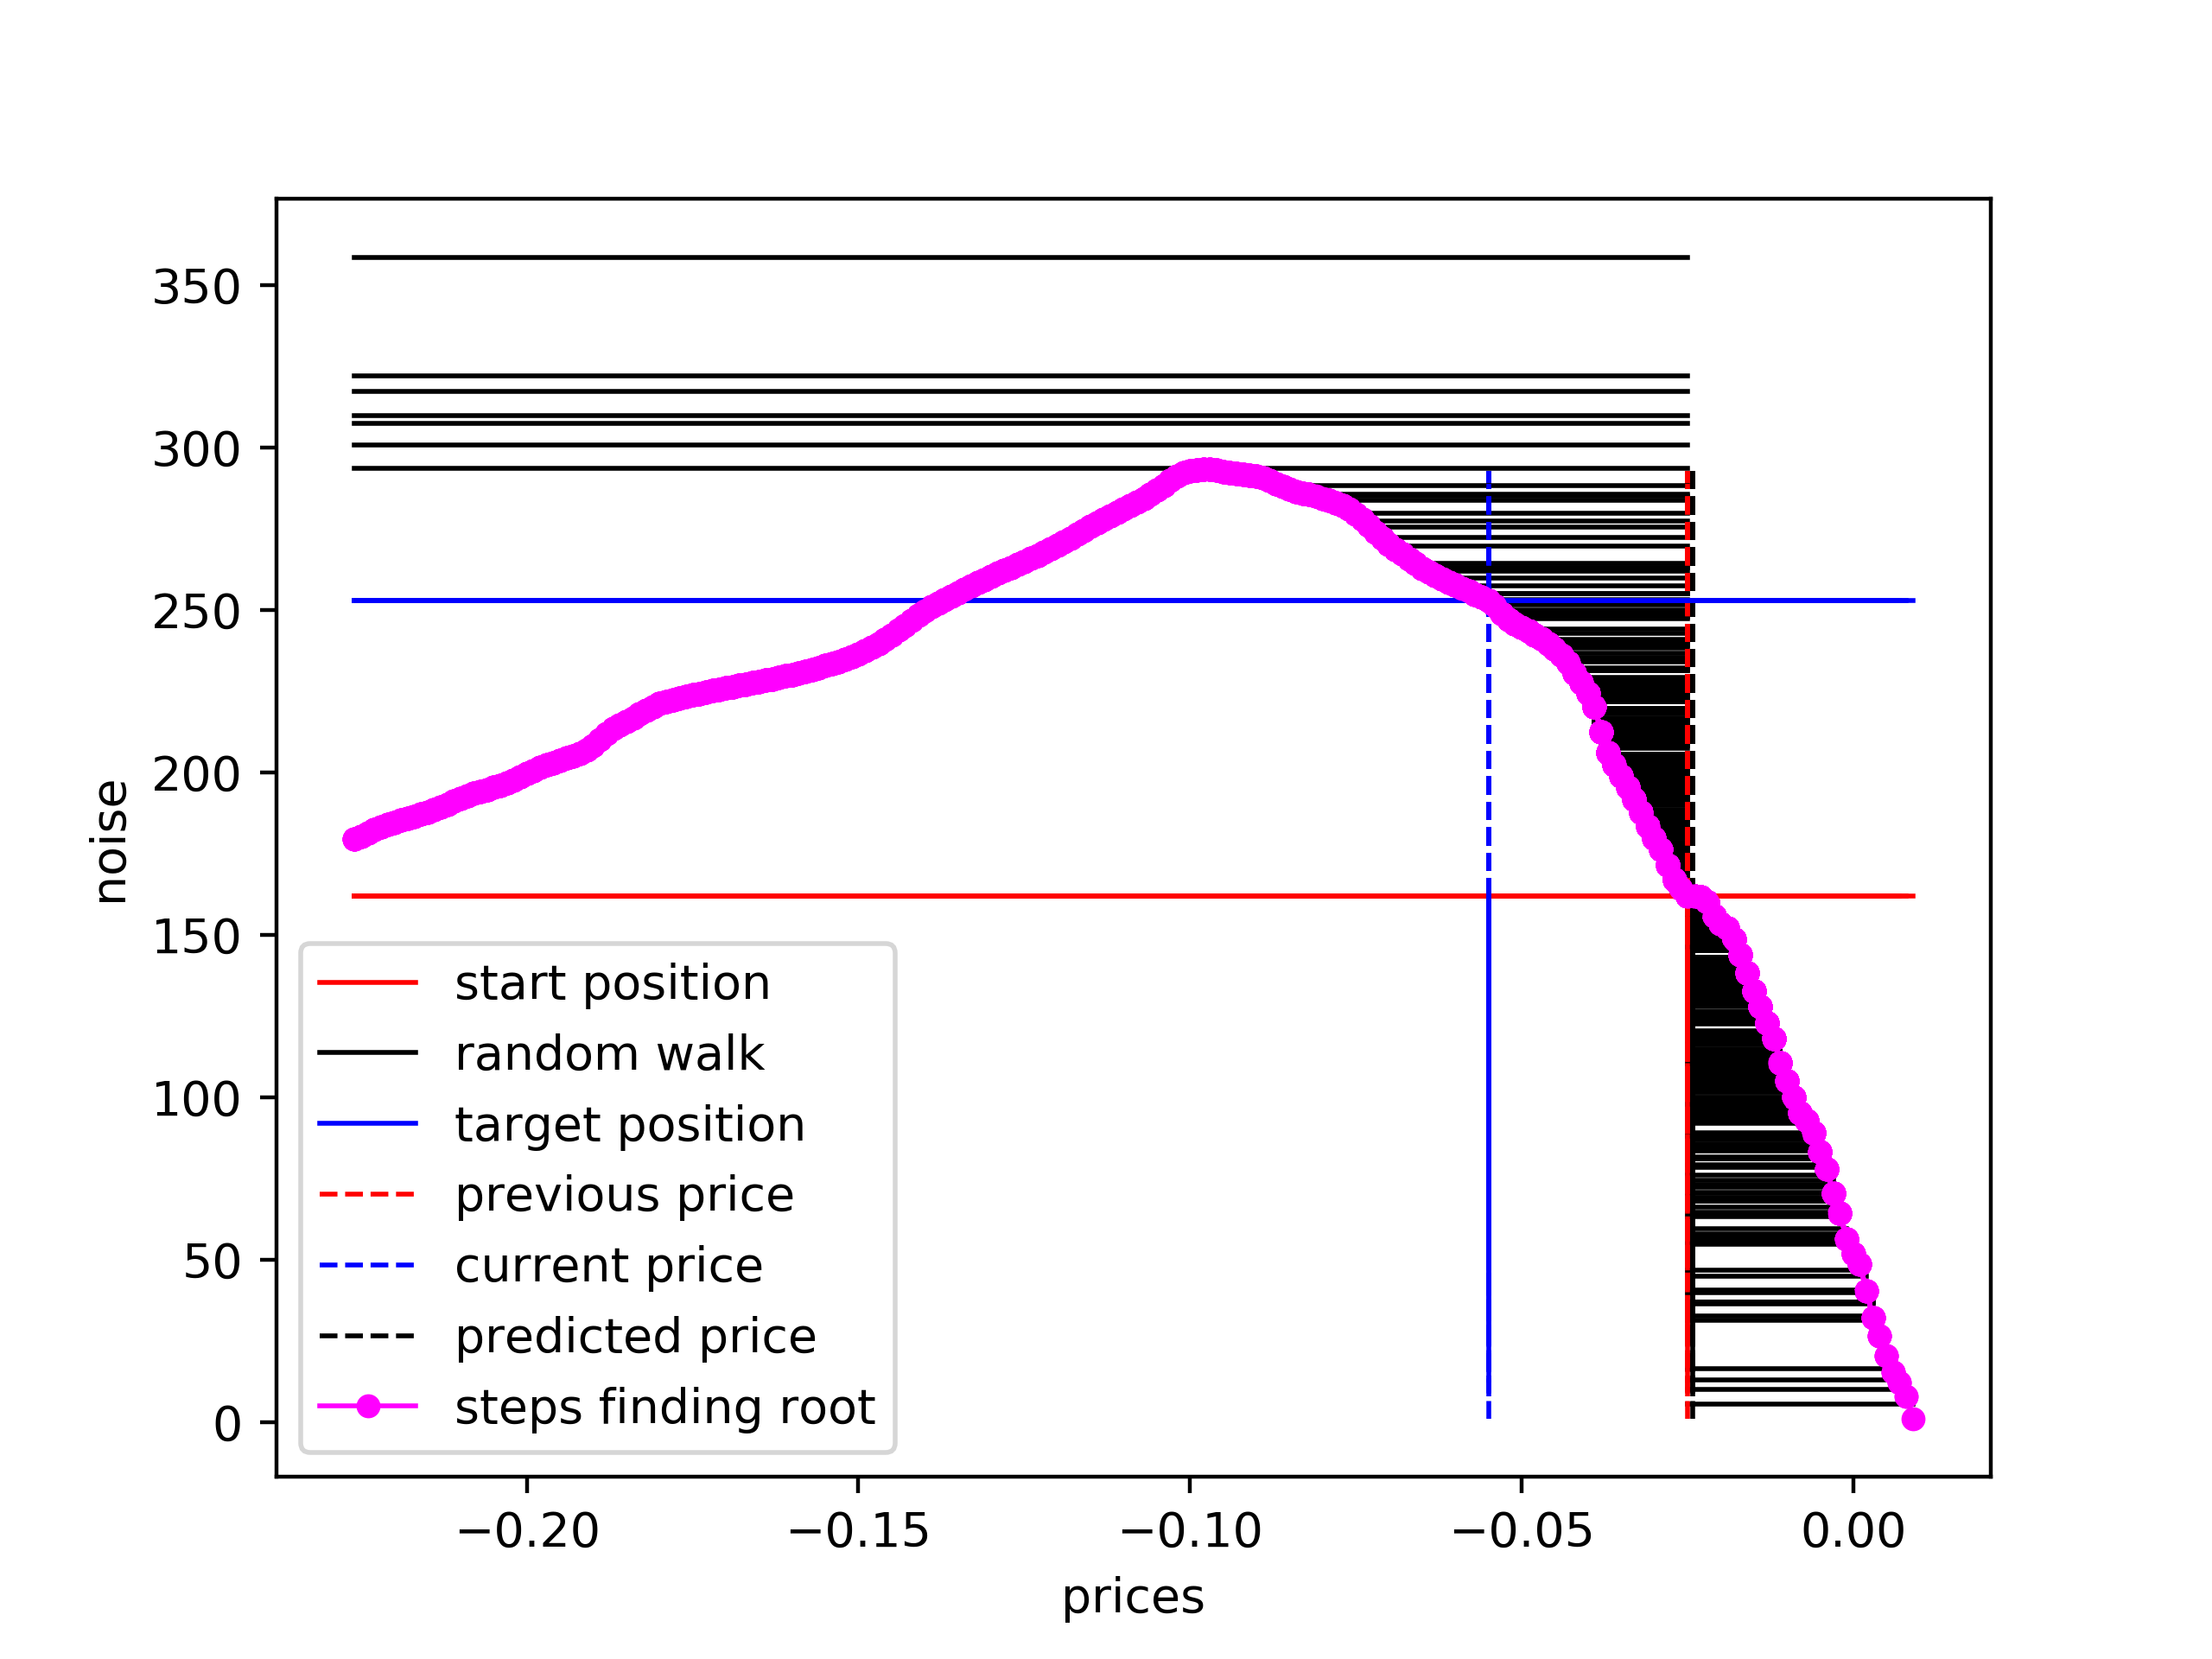 350
300
250
200
150
100
50
0
noise
start position
random walk
target position
previous price
current price
predicted price
steps finding root
−0.20 −0.15 −0.10 −0.05 0.00
prices